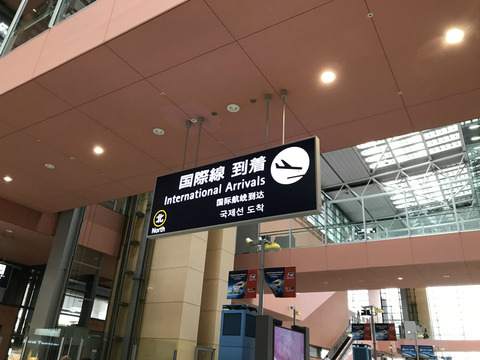 国際線 到着
International Arrivals
国际航线到达
국제선 도착
北
North